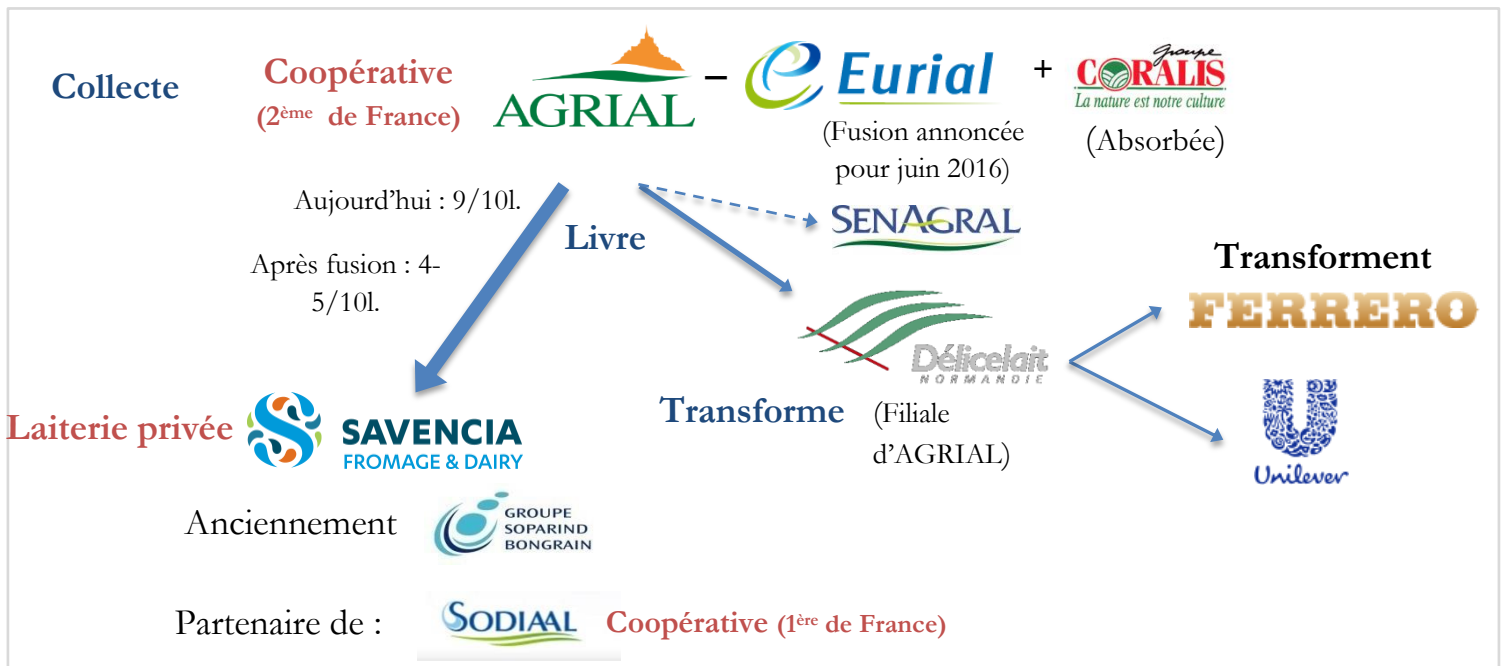 Collecte
Coopérative
(2ème de France)
AGRIAL
–
Eurial
(Fusion annoncée
pour juin 2016)
+
Groupe
CORALIS
La nature est notre culture
(Absorbée)
Aujourd’hui : 9/10l.
Après fusion : 4-
5/10l.
Livre
SENAGRAL
Transforment
FERRERO
Délicelait
NORMANDIE
Transforme
(Filiale
d’AGRIAL)
Unilever
Laiterie privée
SAVENCIA
FROMAGE & DAIRY
Anciennement
GROUPE
SOPARIND
BONGRAIN
Partenaire de :
SODIAAL
Coopérative (1ère de France)